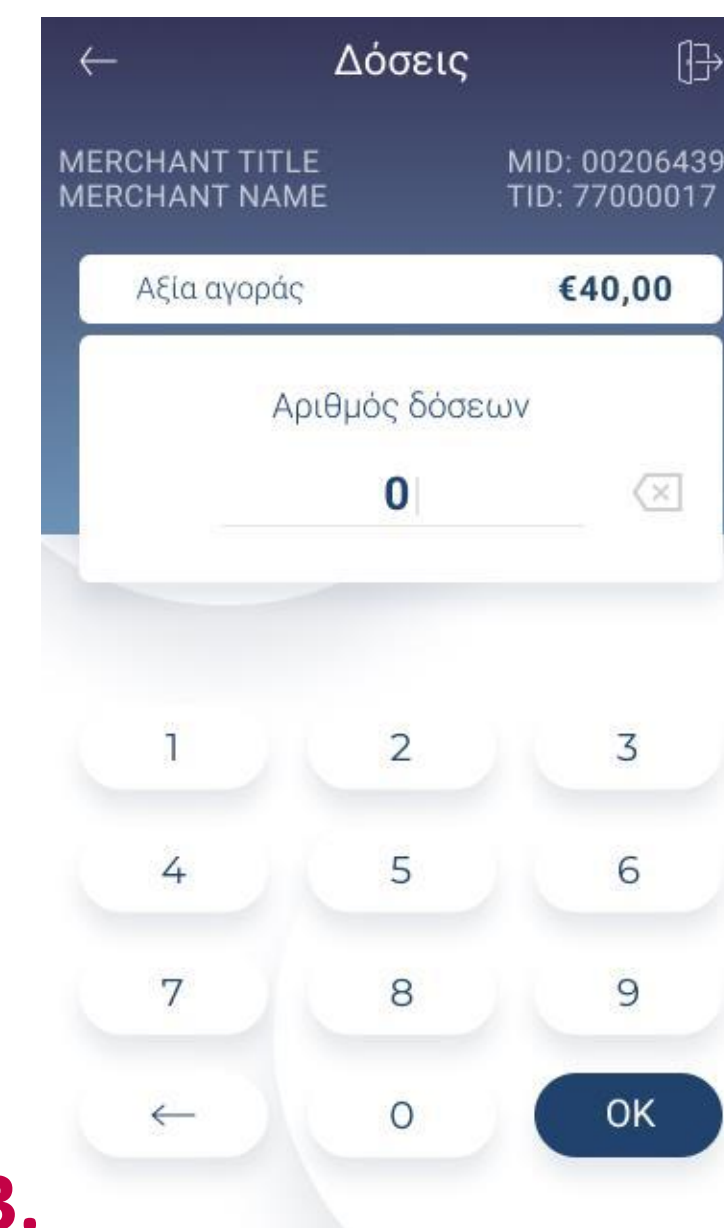 Δόσεις
MERCHANT TITLE MID: 00206439
MERCHANT NAME TID: 77000017
Αξία αγοράς €40,00
Αριθμός δόσεων
0
1 2 3
4 5 6
7 8 9
0 OK
3.